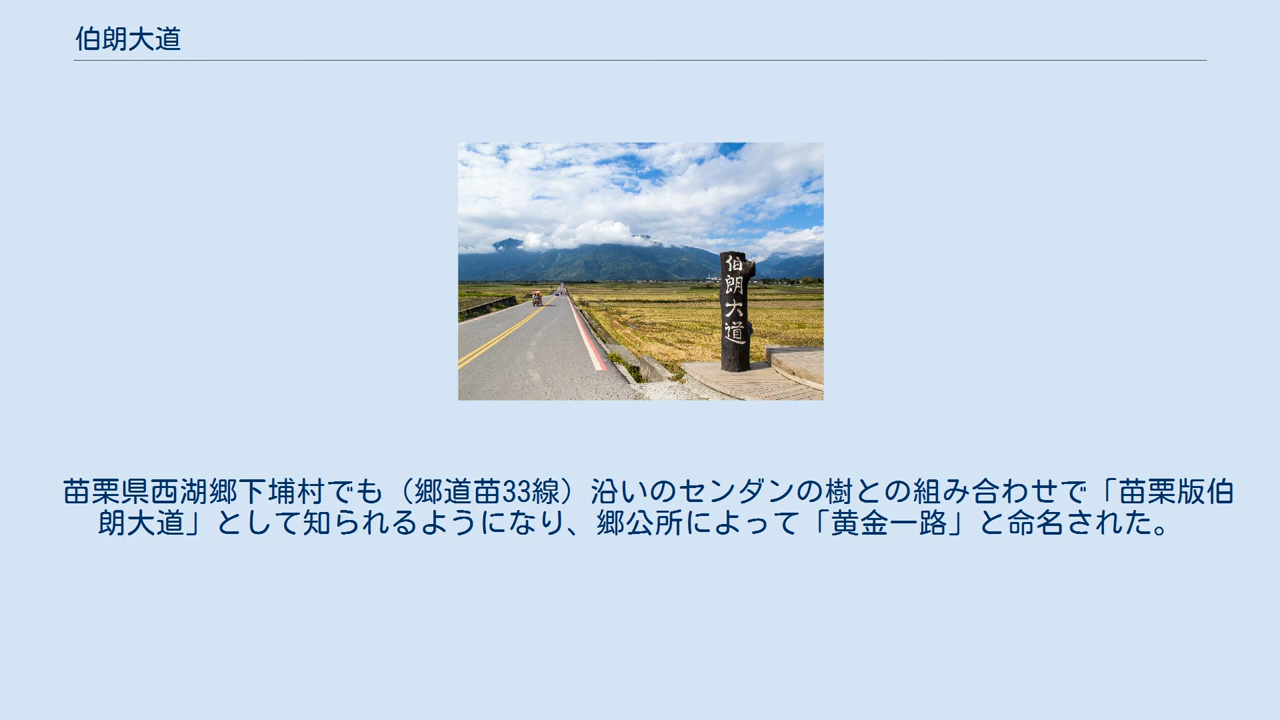 伯朗大道
伯朗大道
苗栗県西湖郷下埔村でも（郷道苗33線）沿いのセンダンの樹との組み合わせで「苗栗版伯
朗大道」として知られるようになり、郷公所によって「黄金一路」と命名された。